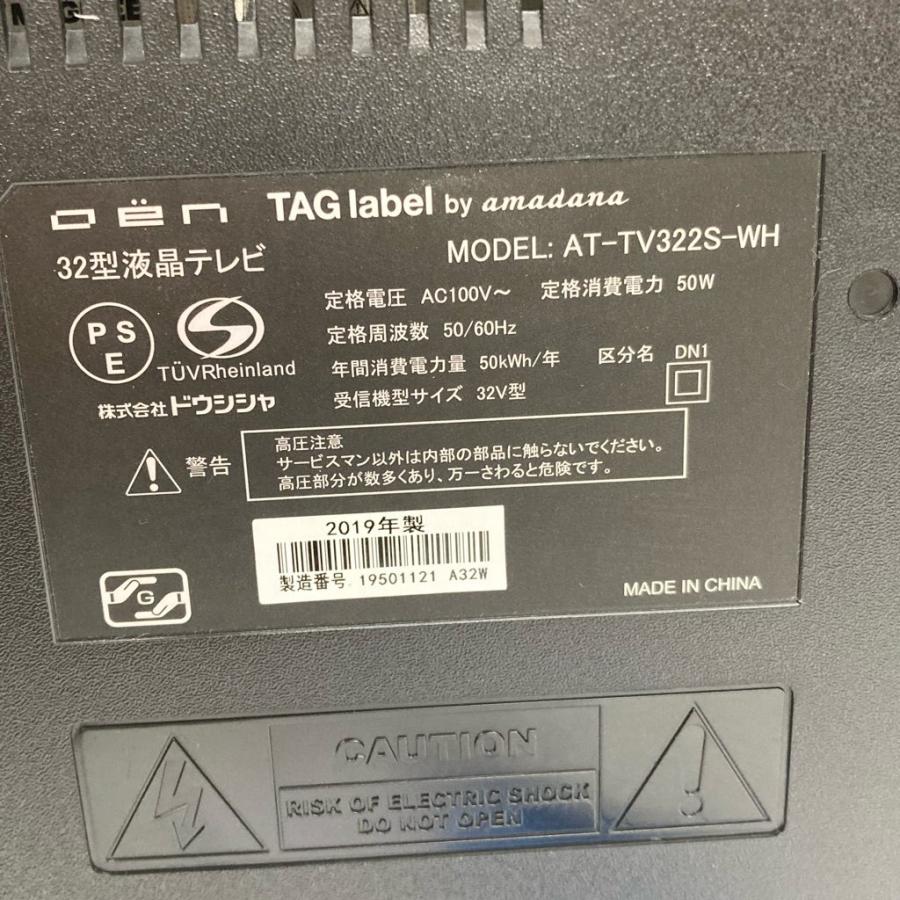 aën TAG label by amadana
32型液晶テレビ MODEL: AT-TV322S-WH
定格電圧 AC100V～ 定格消費電力 50W
定格周波数 50/60Hz
年間消費電力量 50kWh/年 区分名 DN1
受信機型サイズ 32V型
PSE
TÜVRheinland
株式会社ドウシシャ
警告
高圧注意
サービスマン以外は内部の部品に触らないでください。
高圧部分が数多くあり、万一さわると危険です。
2019年製
製造番号 19501121 A32W
G
MADE IN CHINA
CAUTION
RISK OF ELECTRIC SHOCK
DO NOT OPEN